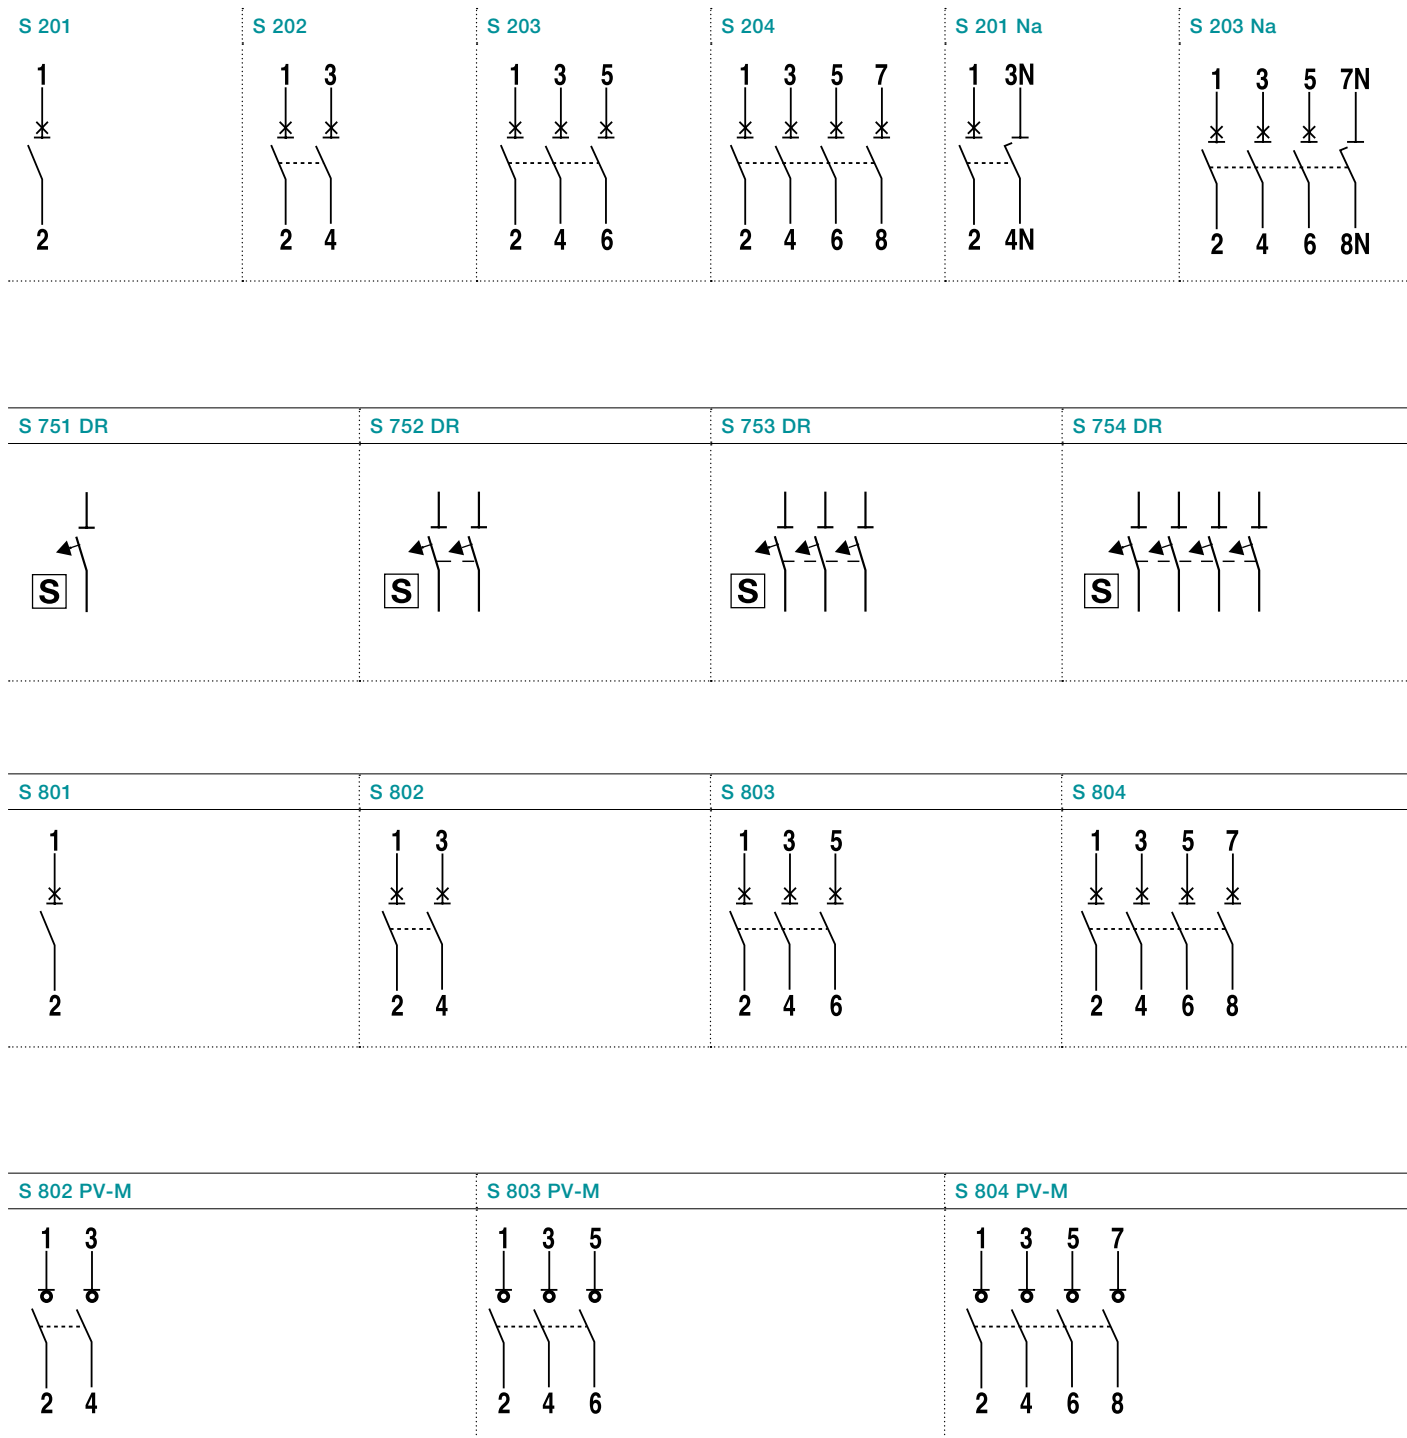 S 201 S 202 S 203 S 204 S 201 Na S 203 Na
1 1 3 1 3 5 1 3 5 7 1 3N 1 3 5 7N
2 2 4 2 4 6 2 4 6 8 2 4N 2 4 6 8N
S 751 DR S 752 DR S 753 DR S 754 DR
S S S S
S 801 S 802 S 803 S 804
1 1 3 1 3 5 1 3 5 7
2 2 4 2 4 6 2 4 6 8
S 802 PV-M S 803 PV-M S 804 PV-M
1 3 1 3 5 1 3 5 7
2 4 2 4 6 2 4 6 8